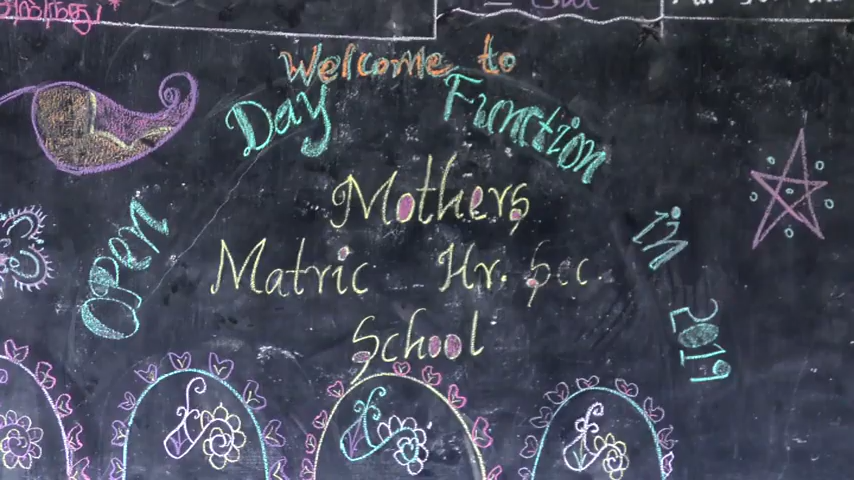 Welcome to
Open Day Function in 2019
Mothers
Matric Hr. Sec.
School